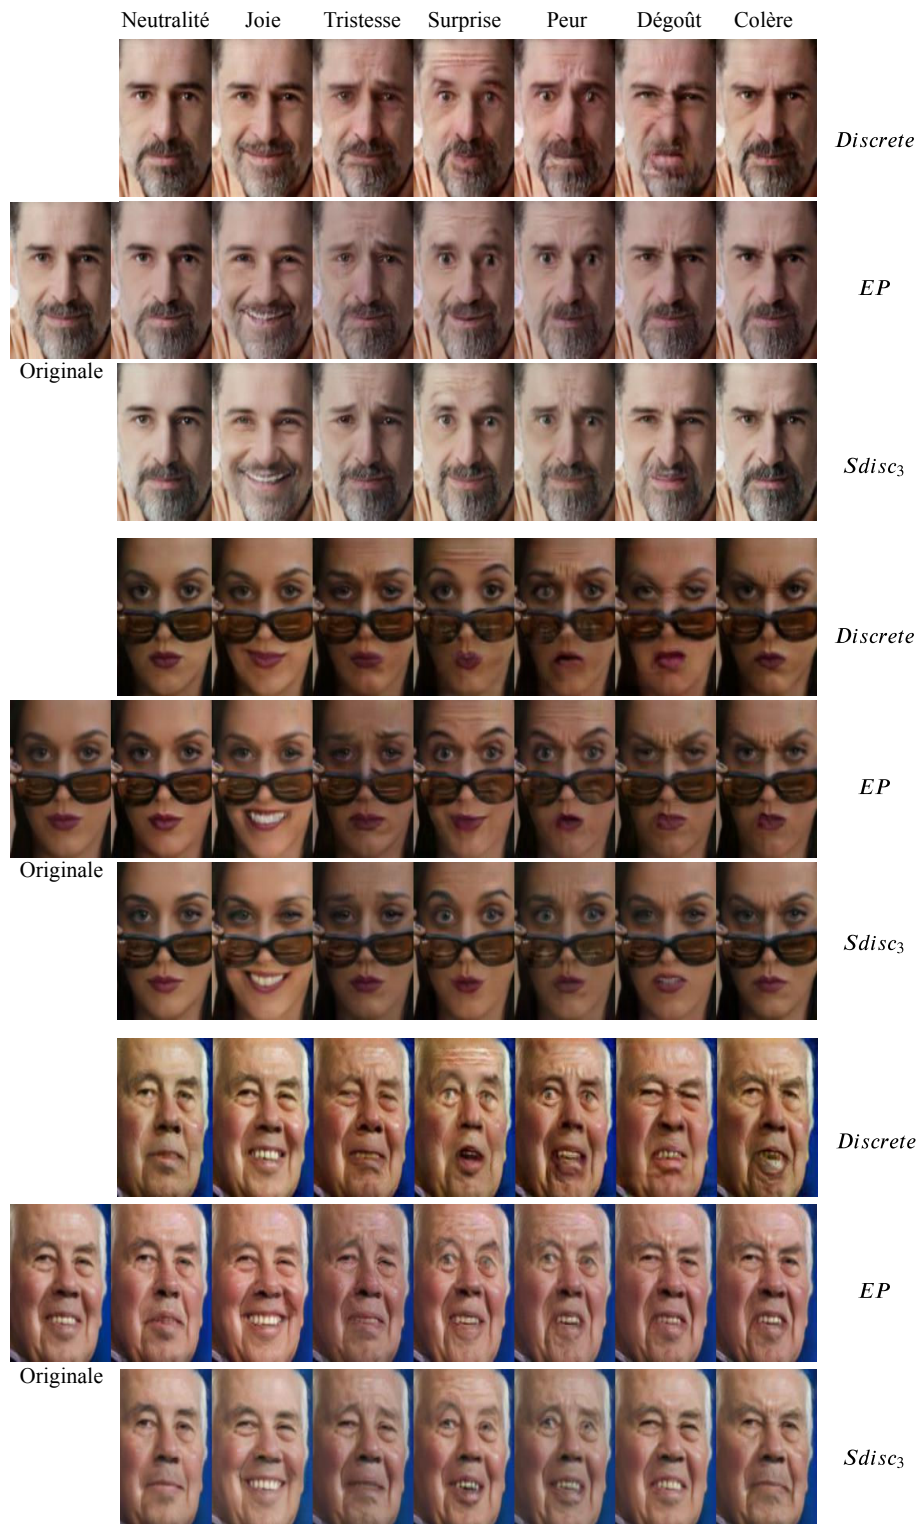 Neutralité Joie Tristesse Surprise Peur Dégoût Colère
Discrete
EP
Originale
Sdisc₃
Discrete
EP
Originale
Sdisc₃
Discrete
EP
Originale
Sdisc₃